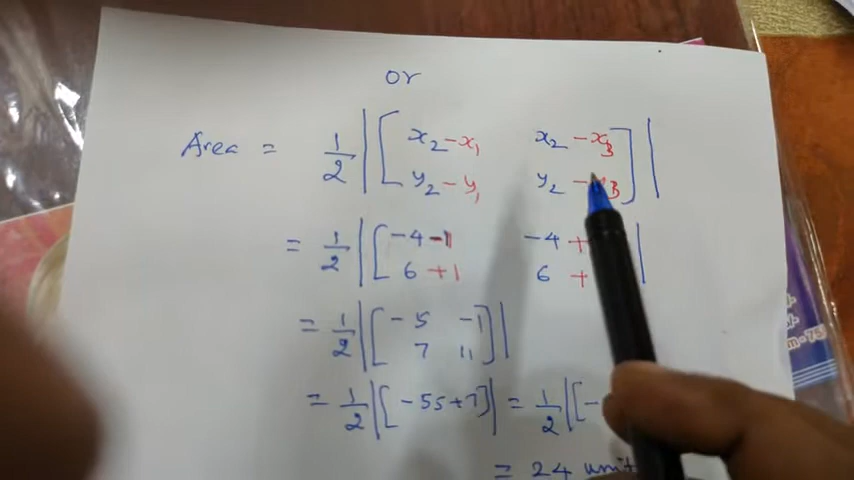 or
Area = 1/2 |[x₂-x₁ x₂-x₃]|
[y₂-y₁ y₂-y₃]
= 1/2 |[-4-1 -4+
6+1 6+ |
= 1/2 |[-5 -1]|
[7 11]
= 1/2 |[-55+7]| = 1/2 |[-
= 24 unit